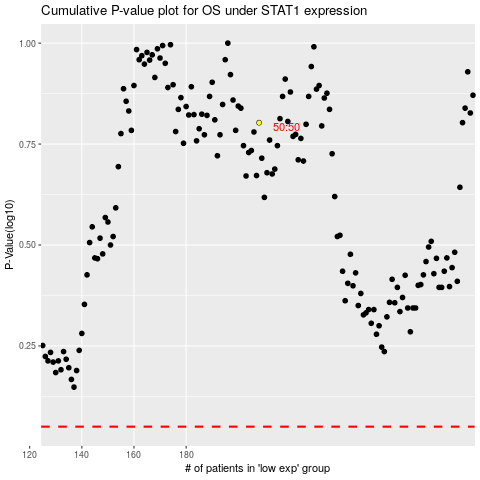 Cumulative P-value plot for OS under STAT1 expression
1.00
0.75
0.50
0.25
P-Value(log10)
50:50
120 140 160 180
# of patients in 'low exp' group